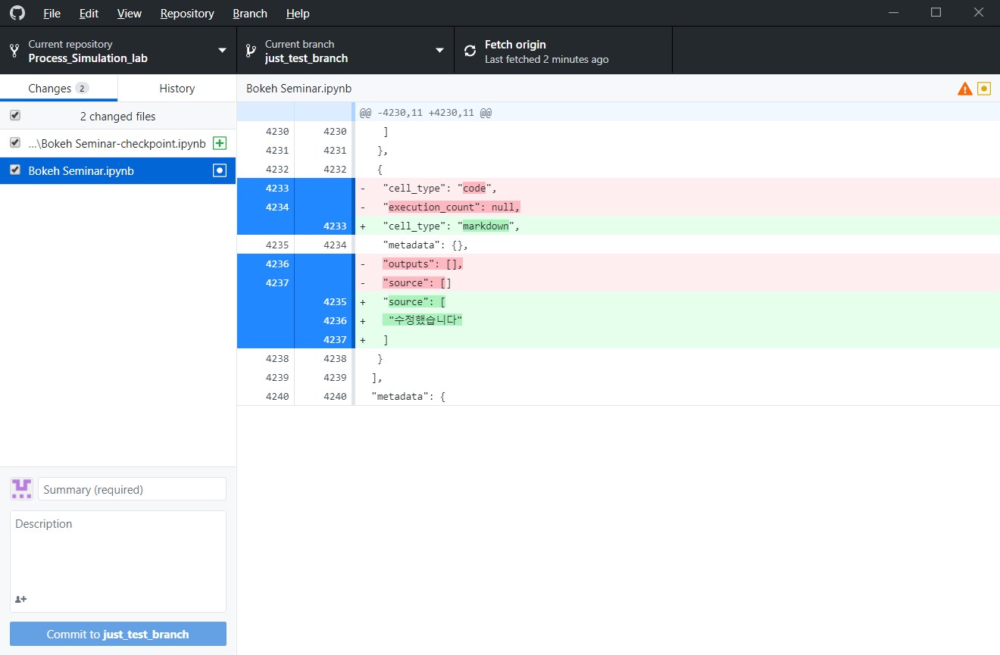 File Edit View Repository Branch Help
Current repository
Process_Simulation_lab
Current branch
just_test_branch
Fetch origin
Last fetched 2 minutes ago
Changes 2 History
2 changed files
...\Bokeh Seminar-checkpoint.ipynb
Bokeh Seminar.ipynb
Summary (required)
Description
Commit to just_test_branch
Bokeh Seminar.ipynb
@@ -4230,11 +4230,11 @@
4230 4230 ]
4231 4231 },
4232 4232 {
4233 - "cell_type": "code",
4234 - "execution_count": null,
4233 + "cell_type": "markdown",
4235 4234 "metadata": {},
4236 - "outputs": [],
4237 - "source": []
4235 + "source": [
4236 + "수정했습니다"
4237 + ]
4238 4238 }
4239 4239 ],
4240 4240 "metadata": {